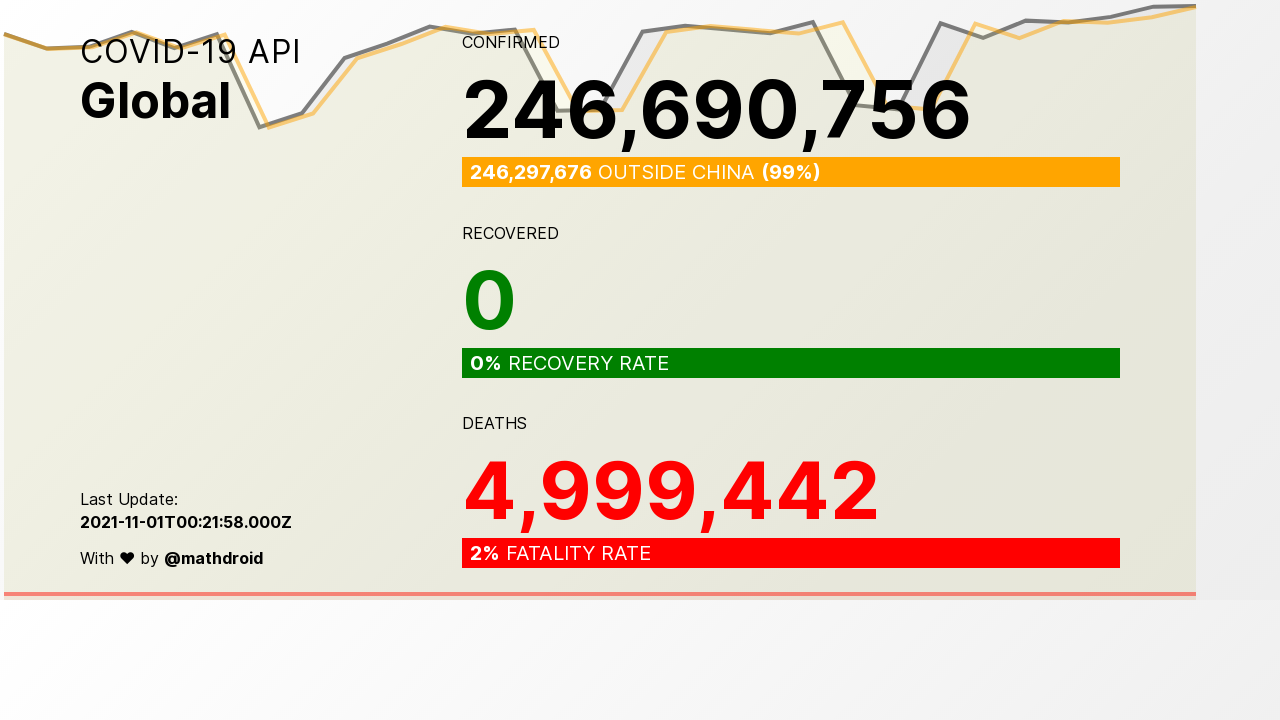 COVID-19 API
Global
CONFIRMED
246,690,756
246,297,676 OUTSIDE CHINA (99%)
RECOVERED
0
0% RECOVERY RATE
DEATHS
4,999,442
2% FATALITY RATE
Last Update:
2021-11-01T00:21:58.000Z
With ♥ by @mathdroid